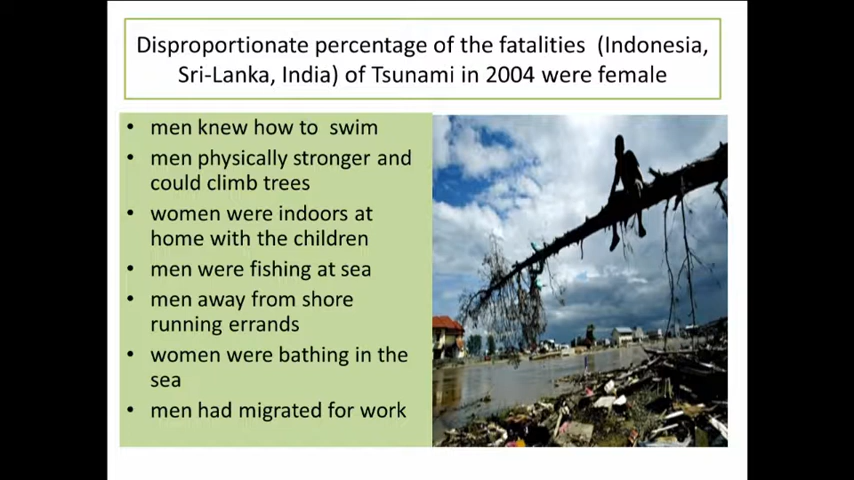 Disproportionate percentage of the fatalities (Indonesia,
Sri-Lanka, India) of Tsunami in 2004 were female
• men knew how to swim
• men physically stronger and
could climb trees
• women were indoors at
home with the children
• men were fishing at sea
• men away from shore
running errands
• women were bathing in the
sea
• men had migrated for work